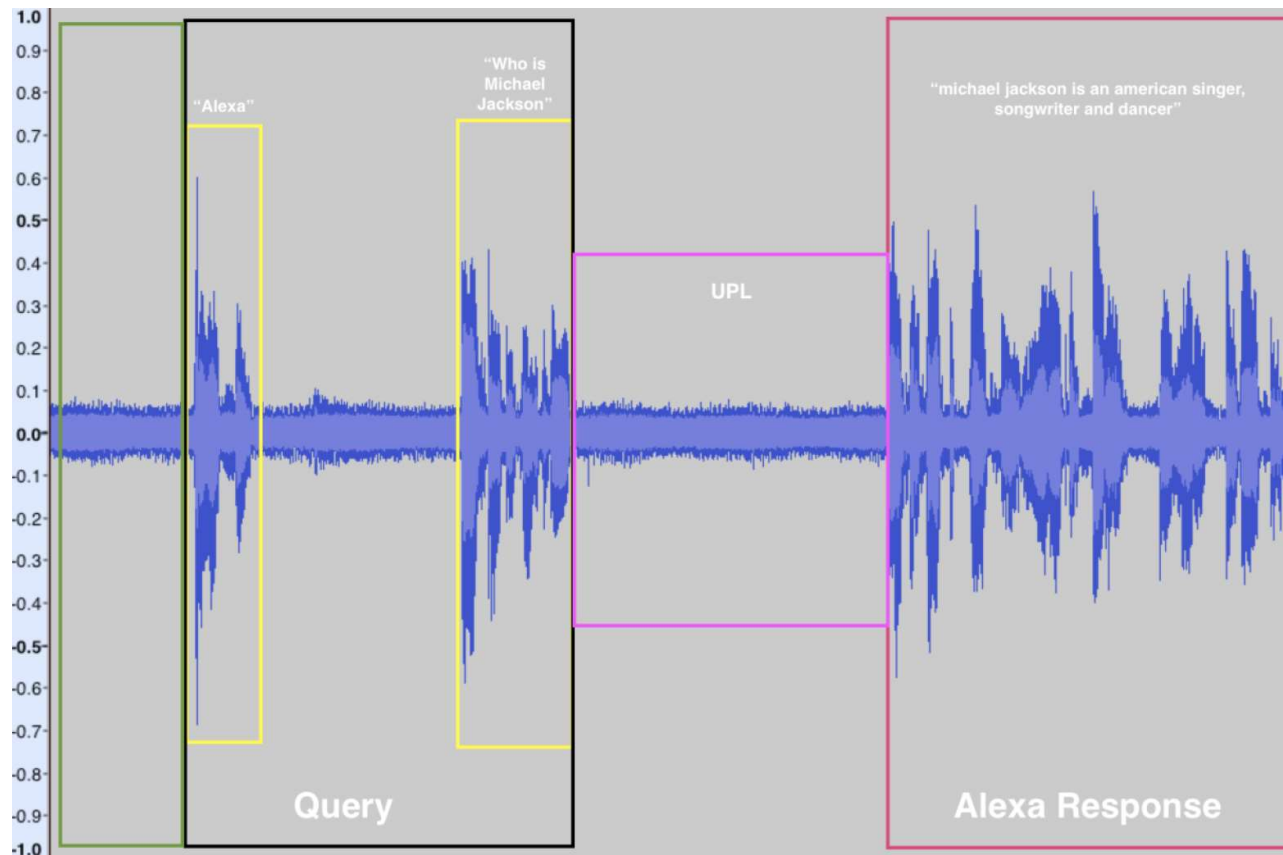 1.0
0.9-
0.8-
0.7-
0.6-
0.5-
0.4-
0.3-
0.2-
0.1-
0.0-
-0.1-
-0.2-
-0.3-
-0.4-
-0.5-
-0.6-
-0.7-
-0.8-
-0.9-
-1.0
“Alexa”
“Who is
Michael
Jackson”
Query
UPL
“michael jackson is an american singer,
songwriter and dancer”
Alexa Response